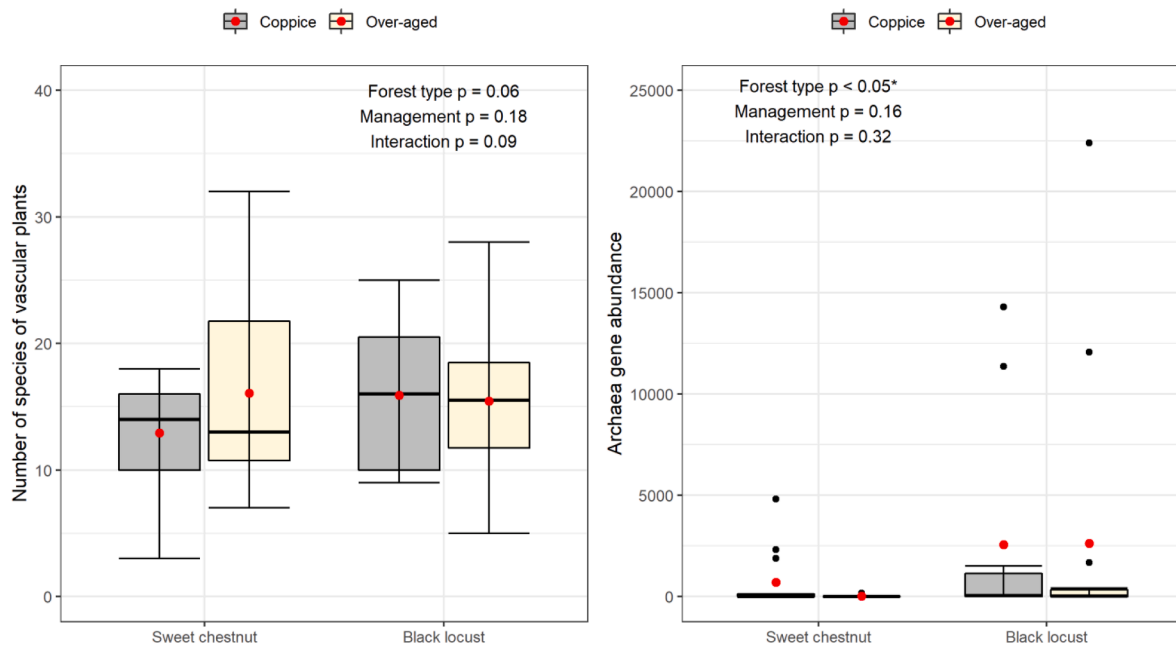 Coppice Over-aged
Number of species of vascular plants
40
30
20
10
0
Forest type p = 0.06
Management p = 0.18
Interaction p = 0.09
Sweet chestnut Black locust
Coppice Over-aged
Archaea gene abundance
25000
20000
15000
10000
5000
0
Forest type p < 0.05*
Management p = 0.16
Interaction p = 0.32
Sweet chestnut Black locust